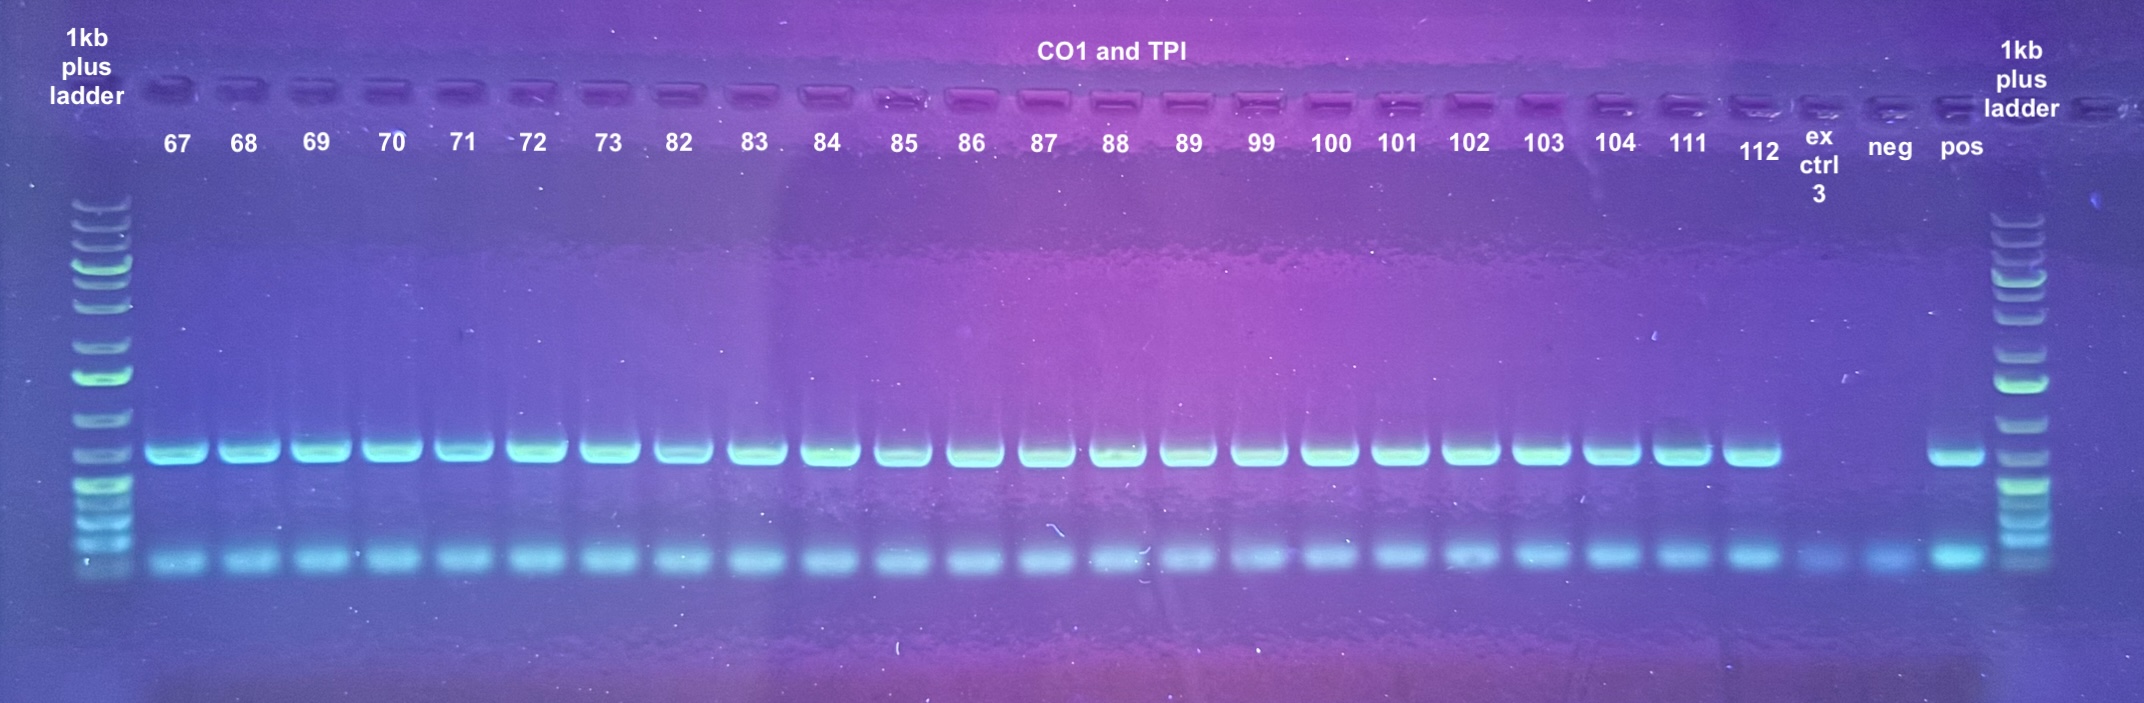 1kb
plus
ladder
CO1 and TPI
1kb
plus
ladder
67 68 69 70 71 72 73 82 83 84 85 86 87 88 89 99 100 101 102 103 104 111 112 ex neg pos
ctrl
3